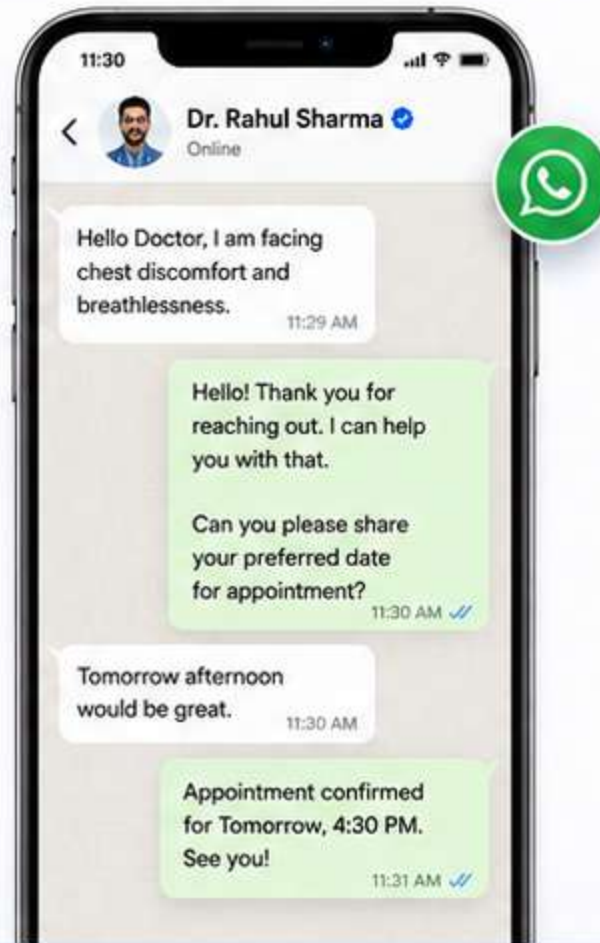 11:30
Dr. Rahul Sharma
Online
Hello Doctor, I am facing
chest discomfort and
breathlessness.
11:29 AM
Hello! Thank you for
reaching out. I can help
you with that.
Can you please share
your preferred date
for appointment?
11:30 AM
Tomorrow afternoon
would be great.
11:30 AM
Appointment confirmed
for Tomorrow, 4:30 PM.
See you!
11:31 AM